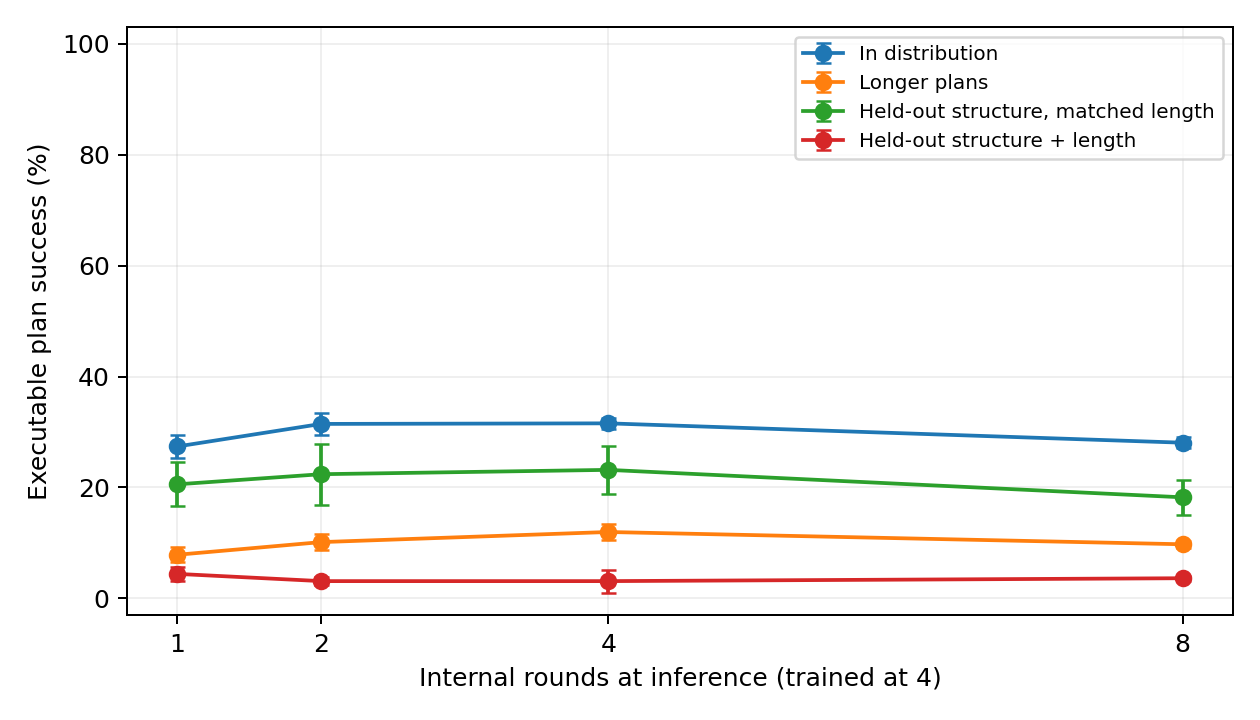 100
80
60
40
20
0
Executable plan success (%)
In distribution
Longer plans
Held-out structure, matched length
Held-out structure + length
1 2 4 8
Internal rounds at inference (trained at 4)